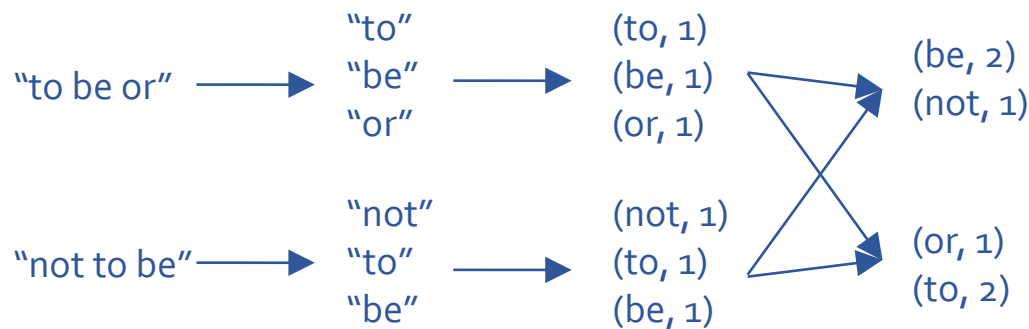 “to be or”
“to”
“be”
“or”
(to, 1)
(be, 1)
(or, 1)
(be, 2)
(not, 1)
“not to be”
“not”
“to”
“be”
(not, 1)
(to, 1)
(be, 1)
(or, 1)
(to, 2)